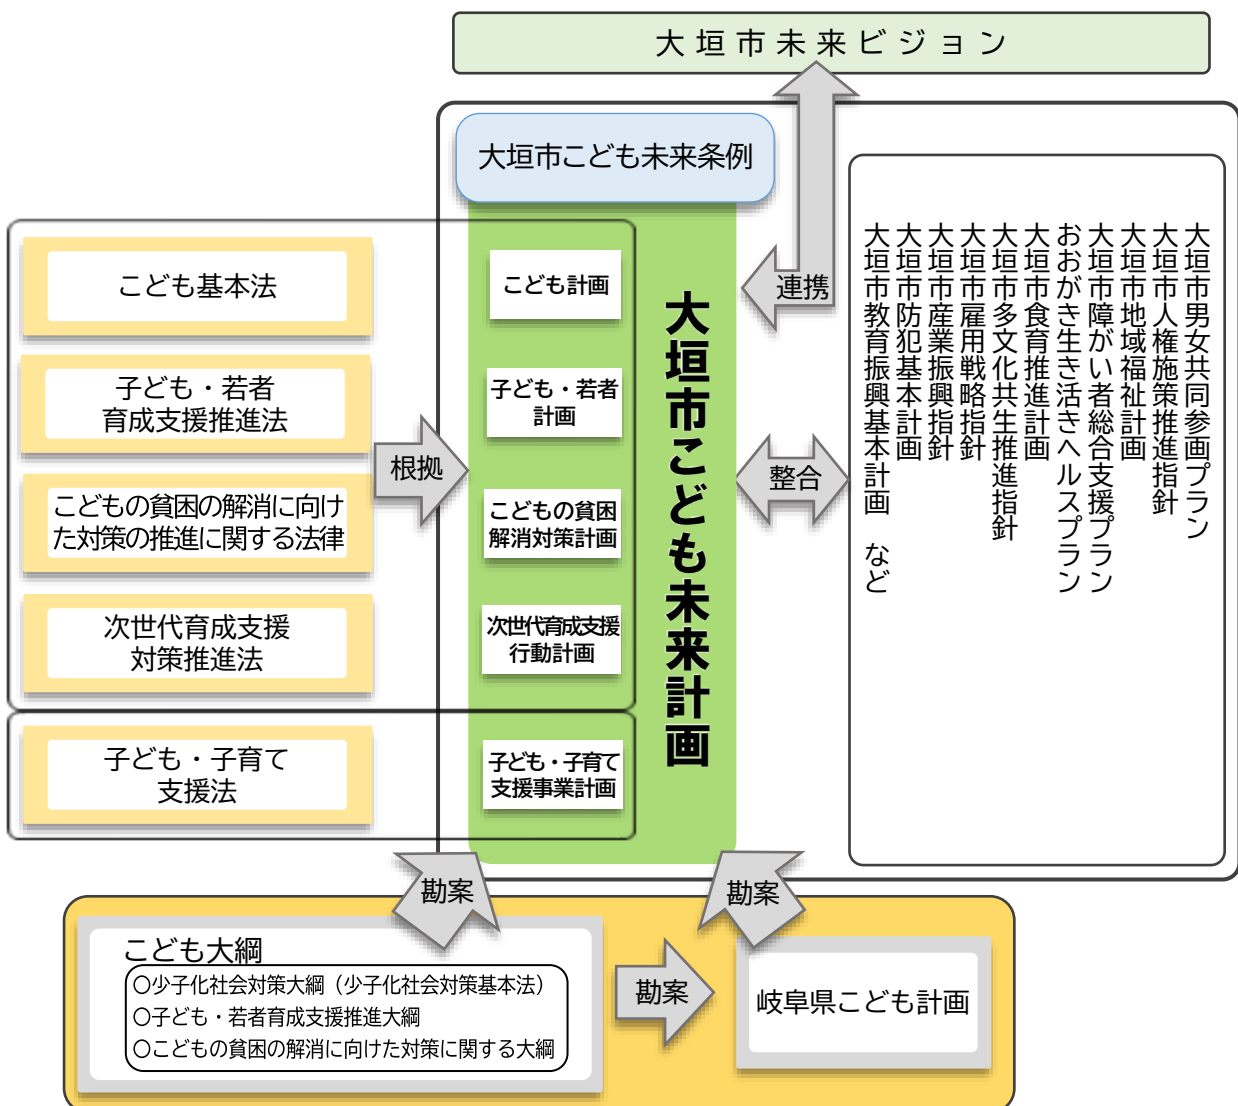 大垣市未来ビジョン
大垣市こども未来条例
こども基本法
子ども・若者
育成支援推進法
こどもの貧困の解消に向け
た対策の推進に関する法律
次世代育成支援
対策推進法
子ども・子育て
支援法
根拠
こども計画
子ども・若者
計画
こどもの貧困
解消対策計画
次世代育成支援
行動計画
子ども・子育て
支援事業計画
大垣市こども未来計画
連携
整合
大垣市男女共同参画プラン
大垣市人権施策推進指針
大垣市地域福祉計画
大垣市障がい者総合支援プラン
おおがき生き活きヘルスプラン
大垣市食育推進計画
大垣市多文化共生推進指針
大垣市雇用戦略指針
大垣市産業振興指針
大垣市防犯基本計画
大垣市教育振興基本計画 など
勘案
勘案
こども大綱
〇少子化社会対策大綱（少子化社会対策基本法）
〇子ども・若者育成支援推進大綱
〇こどもの貧困の解消に向けた対策に関する大綱
勘案
岐阜県こども計画